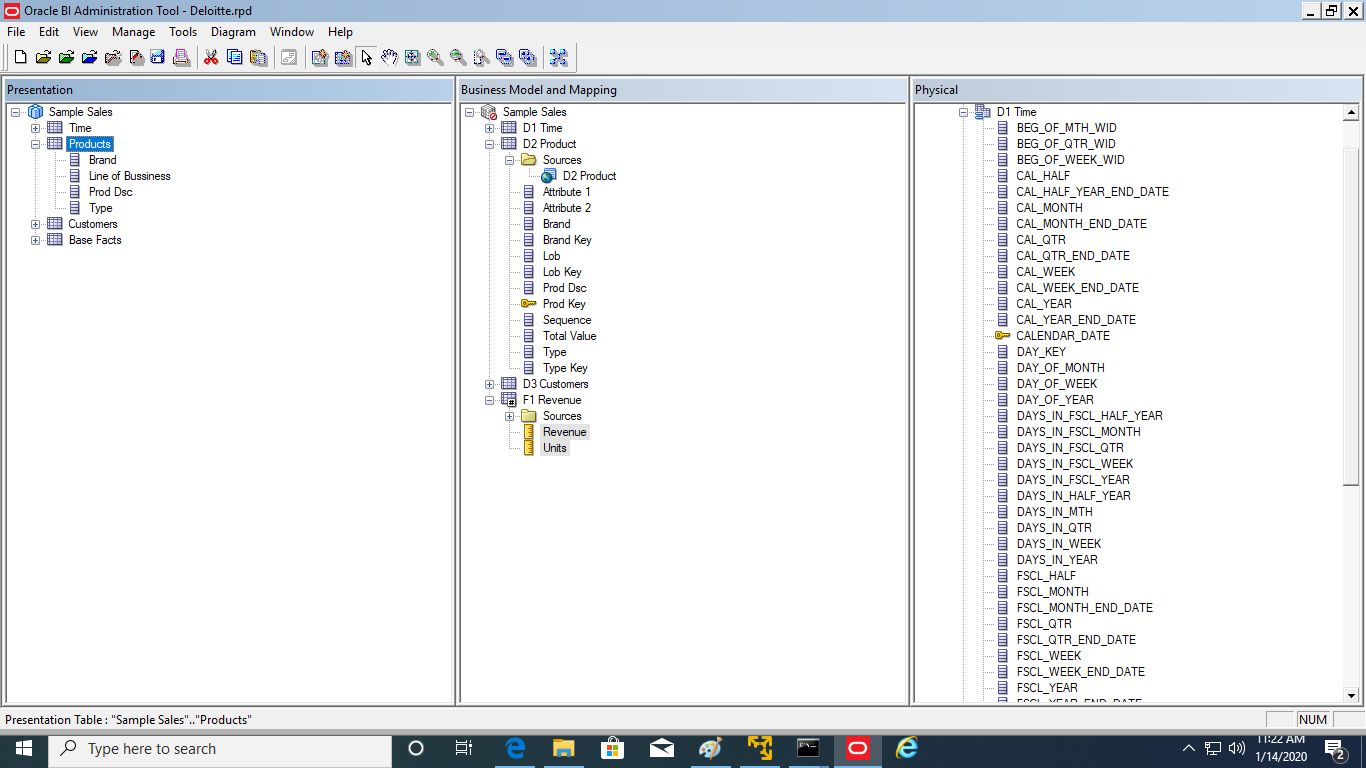 Oracle BI Administration Tool - Deloitte.rpd
File Edit View Manage Tools Diagram Window Help
Presentation
Sample Sales
Time
Products
Brand
Line of Bussiness
Prod Dsc
Type
Customers
Base Facts
Business Model and Mapping
Sample Sales
D1 Time
D2 Product
Sources
D2 Product
Attribute 1
Attribute 2
Brand
Brand Key
Lob
Lob Key
Prod Dsc
Prod Key
Sequence
Total Value
Type
Type Key
D3 Customers
F1 Revenue
Sources
Revenue
Units
Physical
D1 Time
BEG_OF_MTH_WID
BEG_OF_QTR_WID
BEG_OF_WEEK_WID
CAL_HALF
CAL_HALF_YEAR_END_DATE
CAL_MONTH
CAL_MONTH_END_DATE
CAL_QTR
CAL_QTR_END_DATE
CAL_WEEK
CAL_WEEK_END_DATE
CAL_YEAR
CAL_YEAR_END_DATE
CALENDAR_DATE
DAY_KEY
DAY_OF_MONTH
DAY_OF_WEEK
DAY_OF_YEAR
DAYS_IN_FSCL_HALF_YEAR
DAYS_IN_FSCL_MONTH
DAYS_IN_FSCL_QTR
DAYS_IN_FSCL_WEEK
DAYS_IN_FSCL_YEAR
DAYS_IN_HALF_YEAR
DAYS_IN_MTH
DAYS_IN_QTR
DAYS_IN_WEEK
DAYS_IN_YEAR
FSCL_HALF
FSCL_MONTH
FSCL_MONTH_END_DATE
FSCL_QTR
FSCL_QTR_END_DATE
FSCL_WEEK
FSCL_WEEK_END_DATE
FSCL_YEAR
FSCL_YEAR_END_DATE
Presentation Table : "Sample Sales".."Products"
NUM
Type here to search
11:22 AM
1/14/2020
2